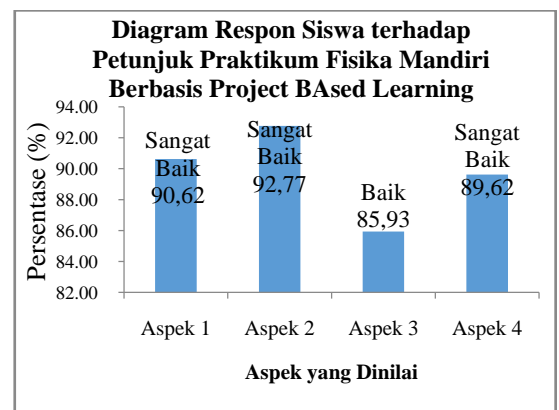 Diagram Respon Siswa terhadap
Petunjuk Praktikum Fisika Mandiri
Berbasis Project BAsed Learning
Persentase (%)
94.00
92.00
90.00
88.00
86.00
84.00
82.00
Sangat
Baik
90,62
Sangat
Baik
92,77
Baik
85,93
Sangat
Baik
89,62
Aspek 1 Aspek 2 Aspek 3 Aspek 4
Aspek yang Dinilai